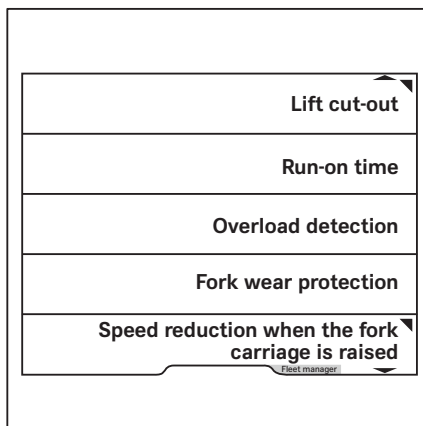 Lift cut-out
Run-on time
Overload detection
Fork wear protection
Speed reduction when the fork
carriage is raised
Fleet manager